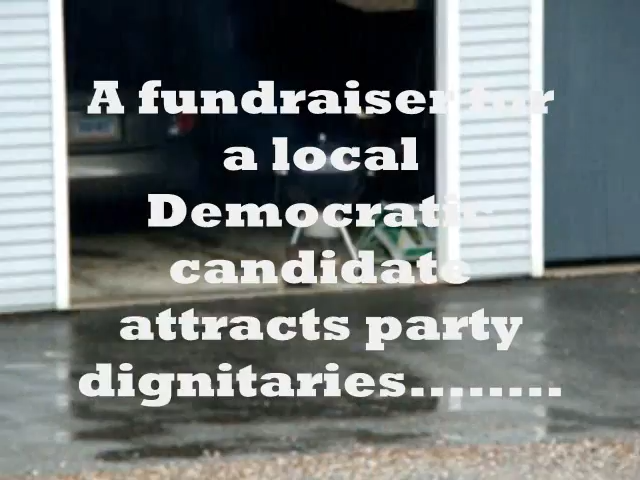 A fundraiser for
a local
Democratic
candidate
attracts party
dignitaries........